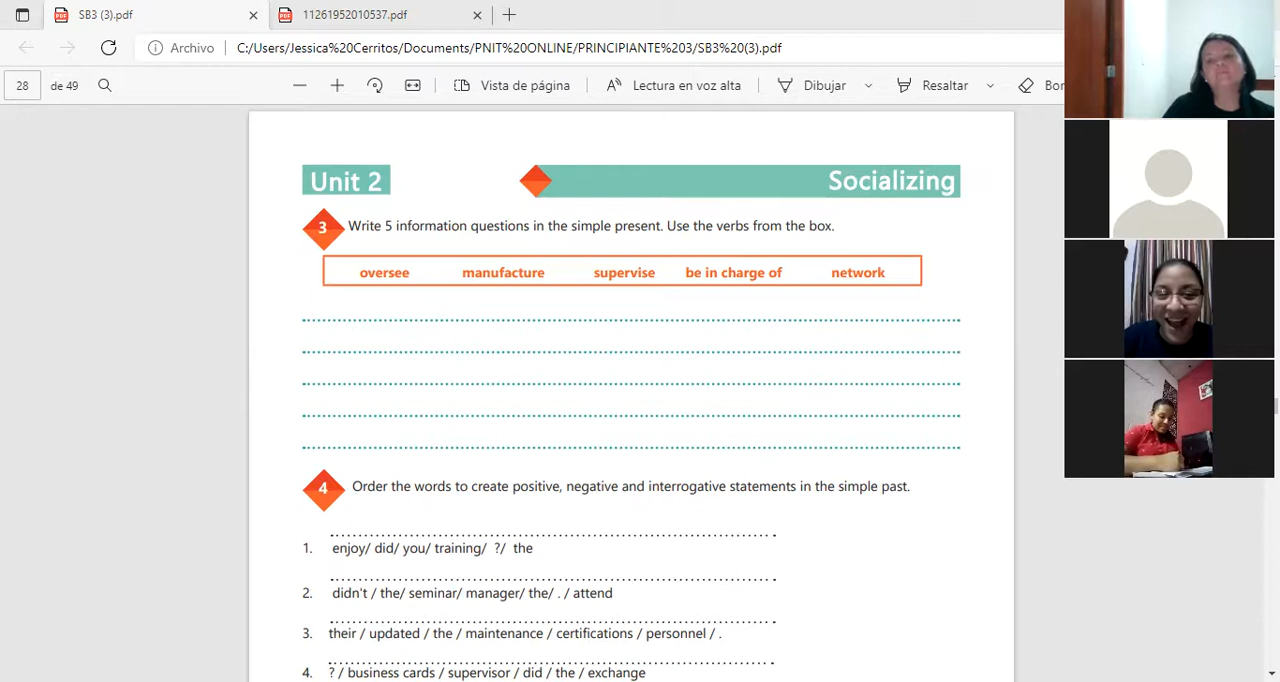 SB3 (3).pdf
11261952010537.pdf
Archivo
C:/Users/Jessica%20Cerritos/Documents/PNIT%20ONLINE/PRINCIPIANTE%203/SB3%20(3).pdf
28
de 49
Vista de página
Lectura en voz alta
Dibujar
Resaltar
Bor
Unit 2
Socializing
3 Write 5 information questions in the simple present. Use the verbs from the box.
oversee manufacture supervise be in charge of network
4 Order the words to create positive, negative and interrogative statements in the simple past.
1. enjoy/ did/ you/ training/ ?/ the
2. didn't / the/ seminar/ manager/ the/ . / attend
3. their / updated / the / maintenance / certifications / personnel / .
4. ? / business cards / supervisor / did / the / exchange